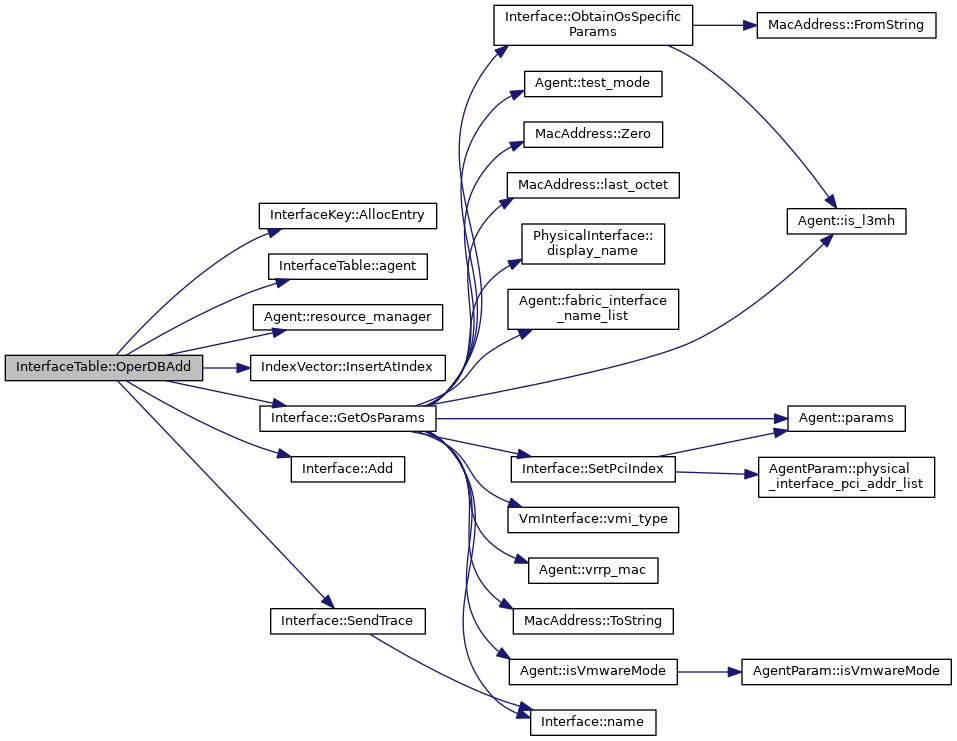 InterfaceTable::OperDBAdd
InterfaceKey::AllocEntry
InterfaceTable::agent
Agent::resource_manager
IndexVector::InsertAtIndex
Interface::GetOsParams
Interface::Add
Interface::SendTrace
Interface::ObtainOsSpecific
Params
Agent::test_mode
MacAddress::Zero
MacAddress::last_octet
PhysicalInterface::
display_name
Agent::fabric_interface
_name_list
Interface::SetPciIndex
VmInterface::vmi_type
Agent::vrrp_mac
MacAddress::ToString
Agent::isVmwareMode
Interface::name
MacAddress::FromString
Agent::is_l3mh
Agent::params
AgentParam::physical
_interface_pci_addr_list
AgentParam::isVmwareMode